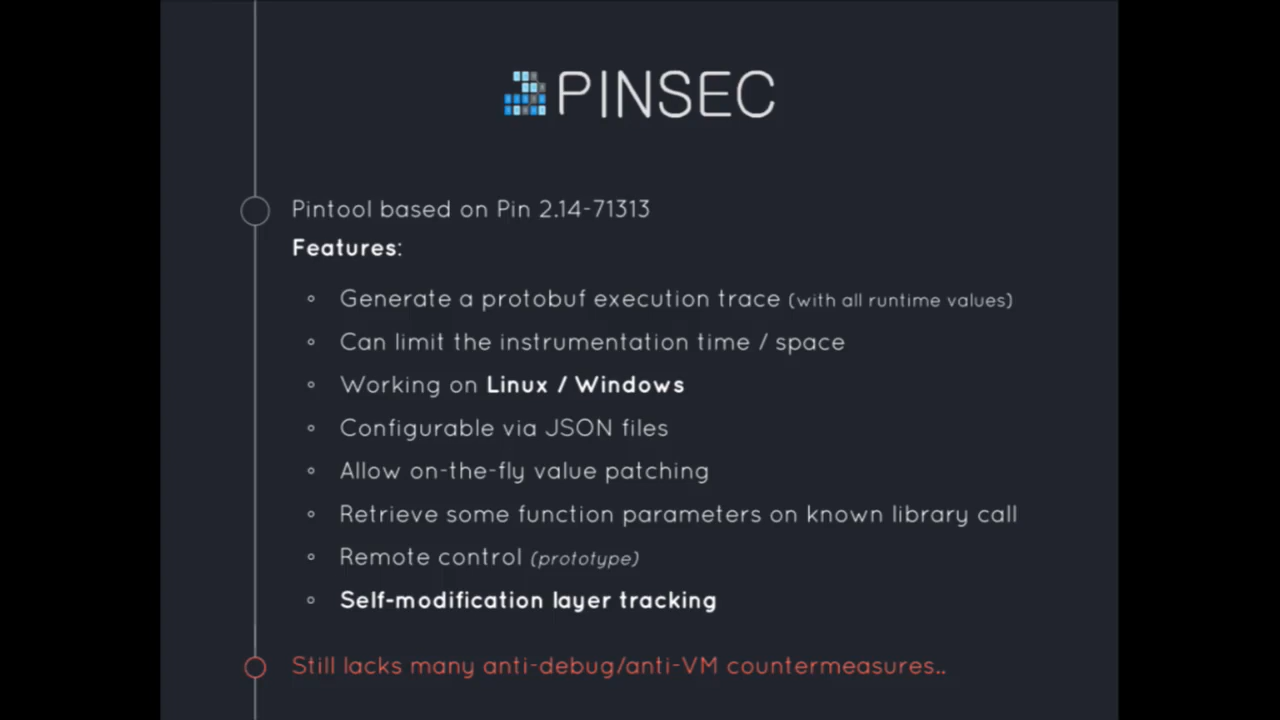 PINSEC
Pintool based on Pin 2.14-71313
Features:
Generate a protobuf execution trace (with all runtime values)
Can limit the instrumentation time / space
Working on Linux / Windows
Configurable via JSON files
Allow on-the-fly value patching
Retrieve some function parameters on known library call
Remote control (prototype)
Self-modification layer tracking
Still lacks many anti-debug/anti-VM countermeasures..